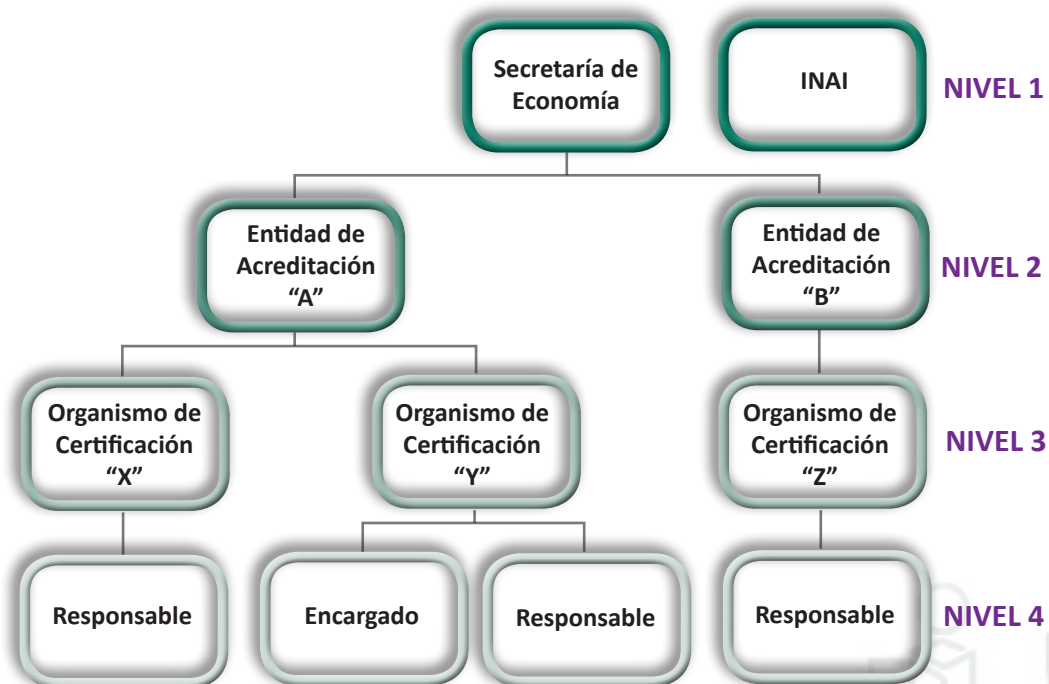 Secretaría de
Economía
INAI
NIVEL 1
Entidad de
Acreditación
“A”
Entidad de
Acreditación
“B”
NIVEL 2
Organismo de
Certificación
“X”
Organismo de
Certificación
“Y”
Organismo de
Certificación
“Z”
NIVEL 3
Responsable
Encargado
Responsable
Responsable
NIVEL 4